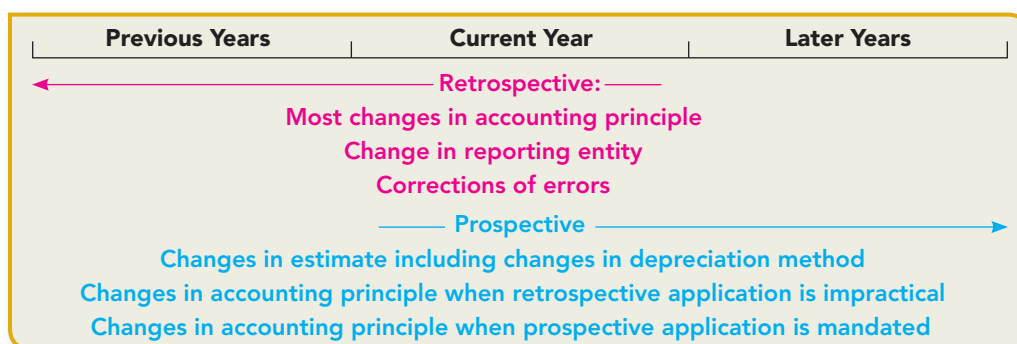 Previous Years Current Year Later Years
Retrospective:
Most changes in accounting principle
Change in reporting entity
Corrections of errors
Prospective
Changes in estimate including changes in depreciation method
Changes in accounting principle when retrospective application is impractical
Changes in accounting principle when prospective application is mandated